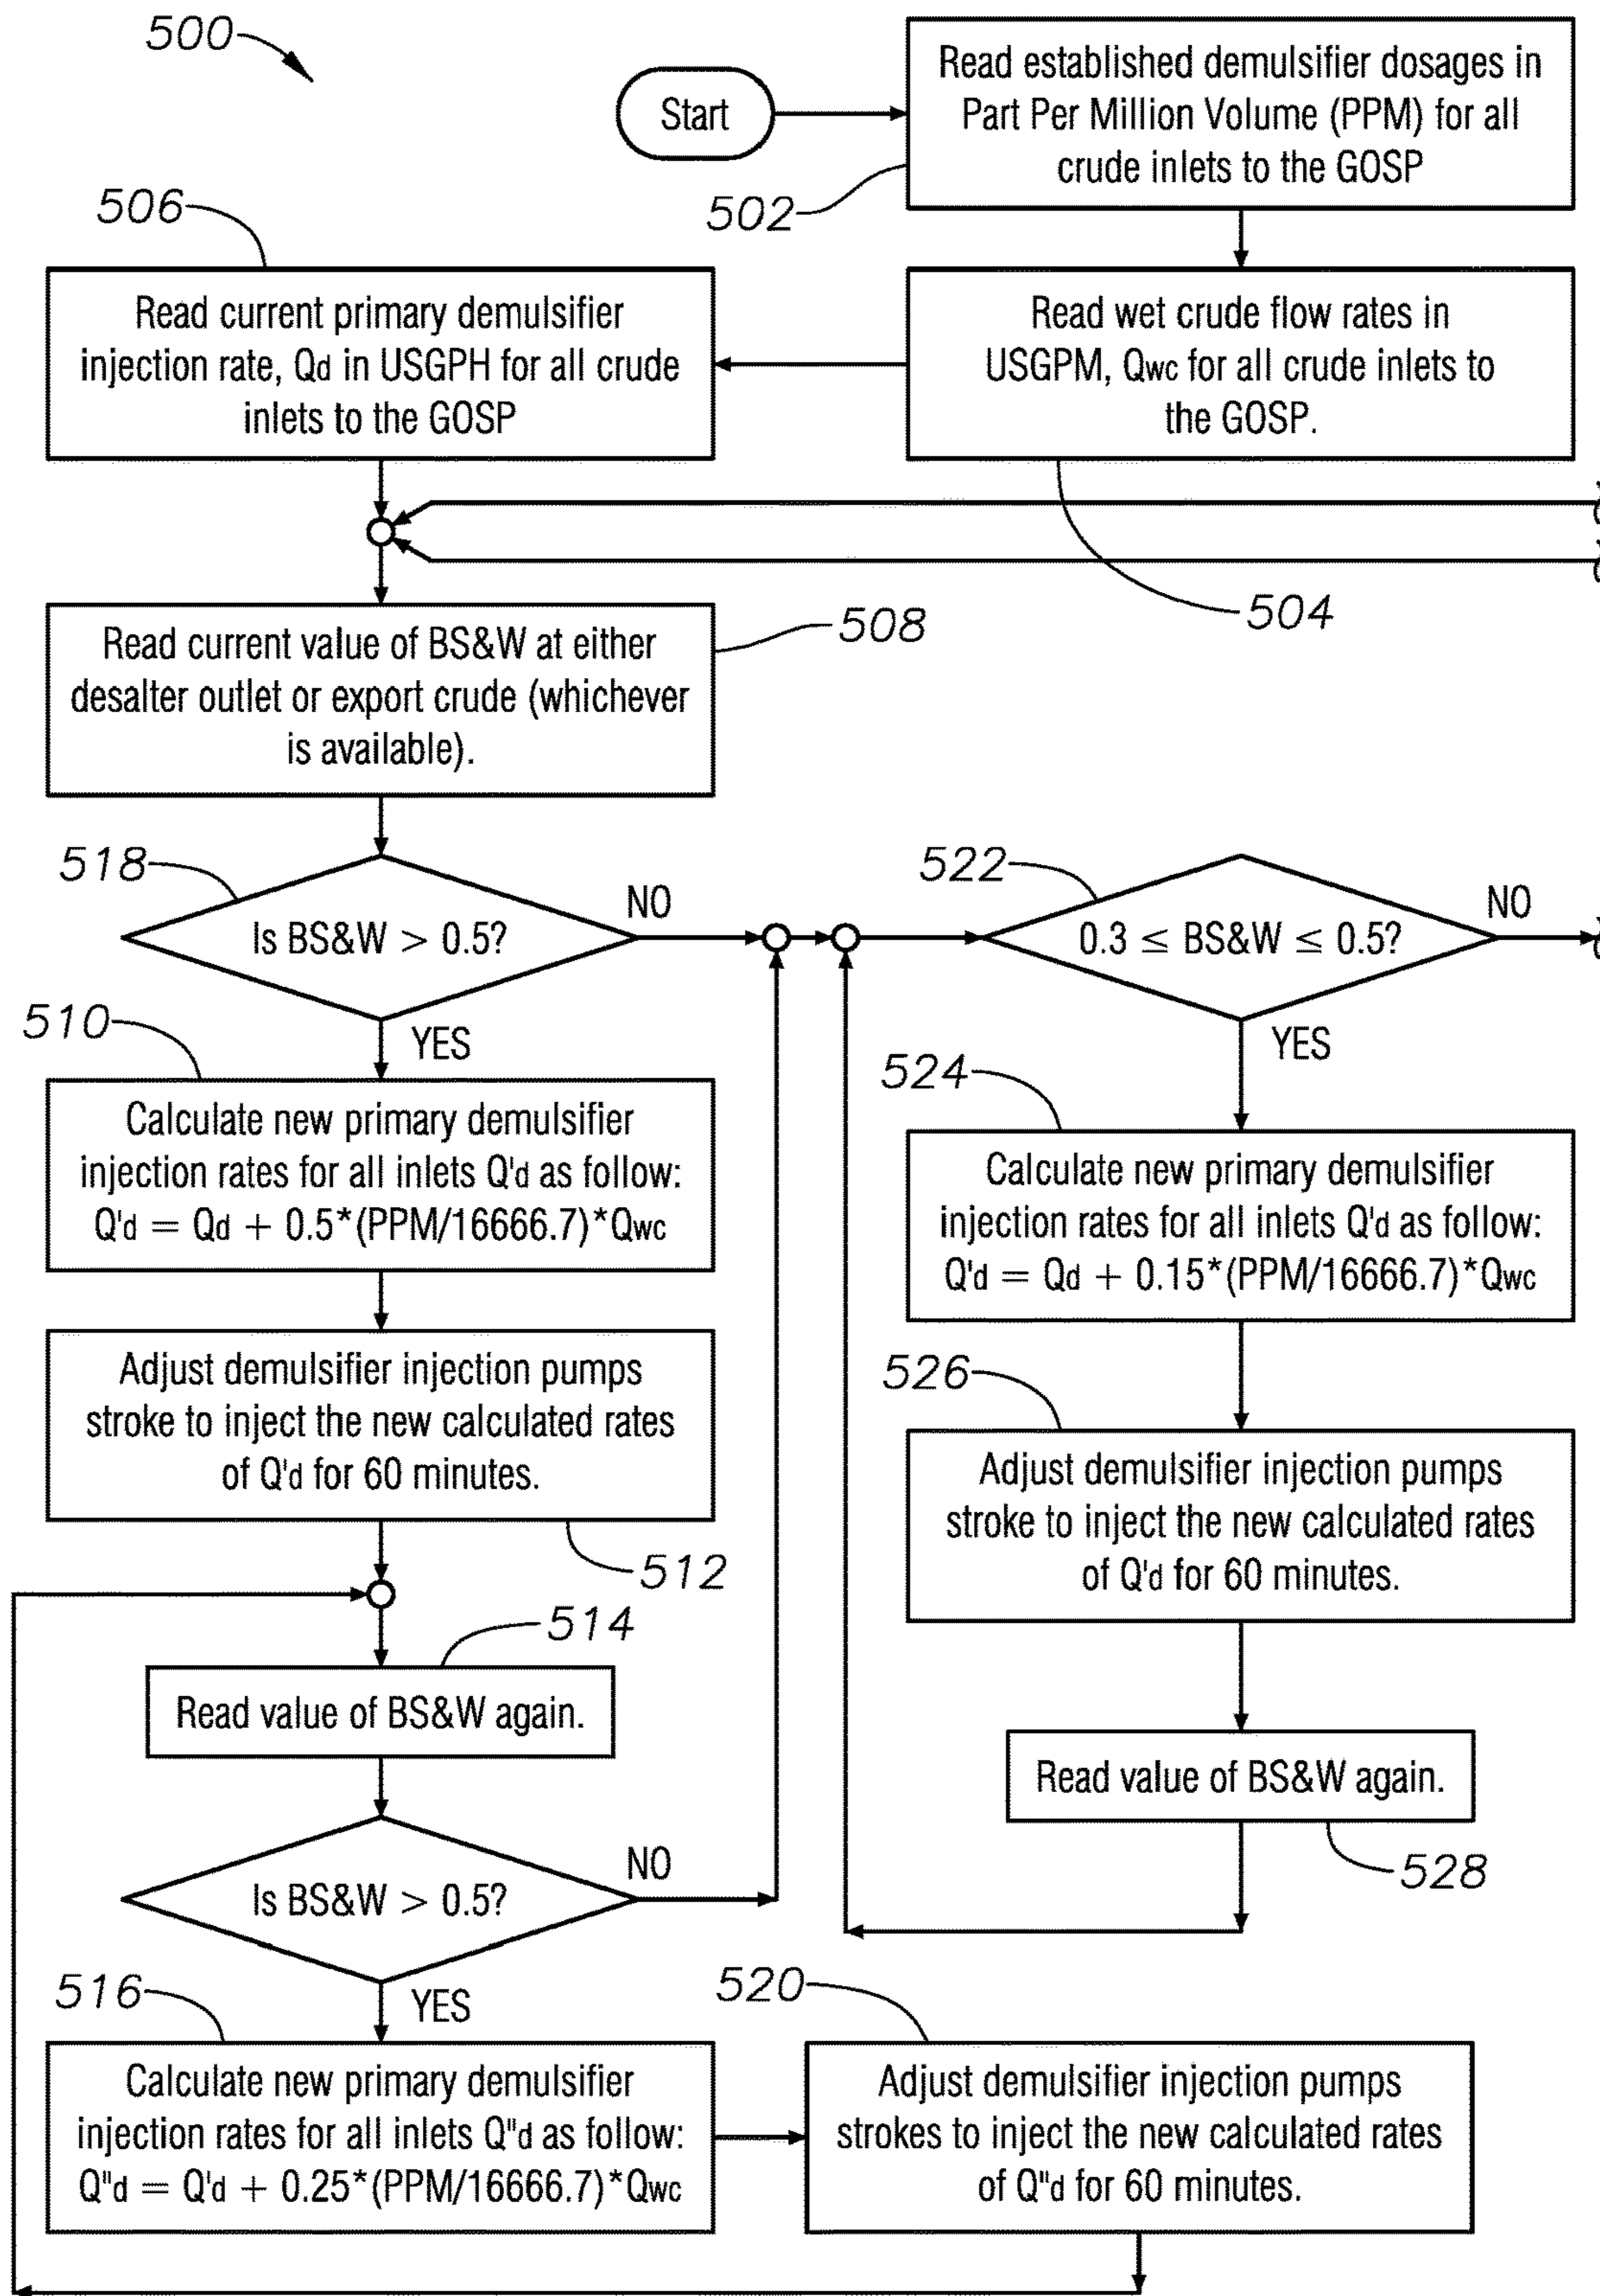 500
Start
Read established demulsifier dosages in
Part Per Million Volume (PPM) for all
crude inlets to the GOSP
502
506
Read current primary demulsifier
injection rate, Qd in USGPH for all crude
inlets to the GOSP
Read wet crude flow rates in
USGPM, Qwc for all crude inlets to
the GOSP.
504
Read current value of BS&W at either
desalter outlet or export crude (whichever
is available).
508
518
Is BS&W > 0.5?
NO
YES
522
0.3 ≤ BS&W ≤ 0.5?
NO
YES
510
Calculate new primary demulsifier
injection rates for all inlets Q'd as follow:
Q'd = Qd + 0.5*(PPM/16666.7)*Qwc
524
Calculate new primary demulsifier
injection rates for all inlets Q'd as follow:
Q'd = Qd + 0.15*(PPM/16666.7)*Qwc
Adjust demulsifier injection pumps
stroke to inject the new calculated rates
of Q'd for 60 minutes.
512
526
Adjust demulsifier injection pumps
stroke to inject the new calculated rates
of Q'd for 60 minutes.
514
Read value of BS&W again.
Read value of BS&W again.
528
Is BS&W > 0.5?
NO
YES
516
Calculate new primary demulsifier
injection rates for all inlets Q"d as follow:
Q"d = Q'd + 0.25*(PPM/16666.7)*Qwc
520
Adjust demulsifier injection pumps
strokes to inject the new calculated rates
of Q"d for 60 minutes.